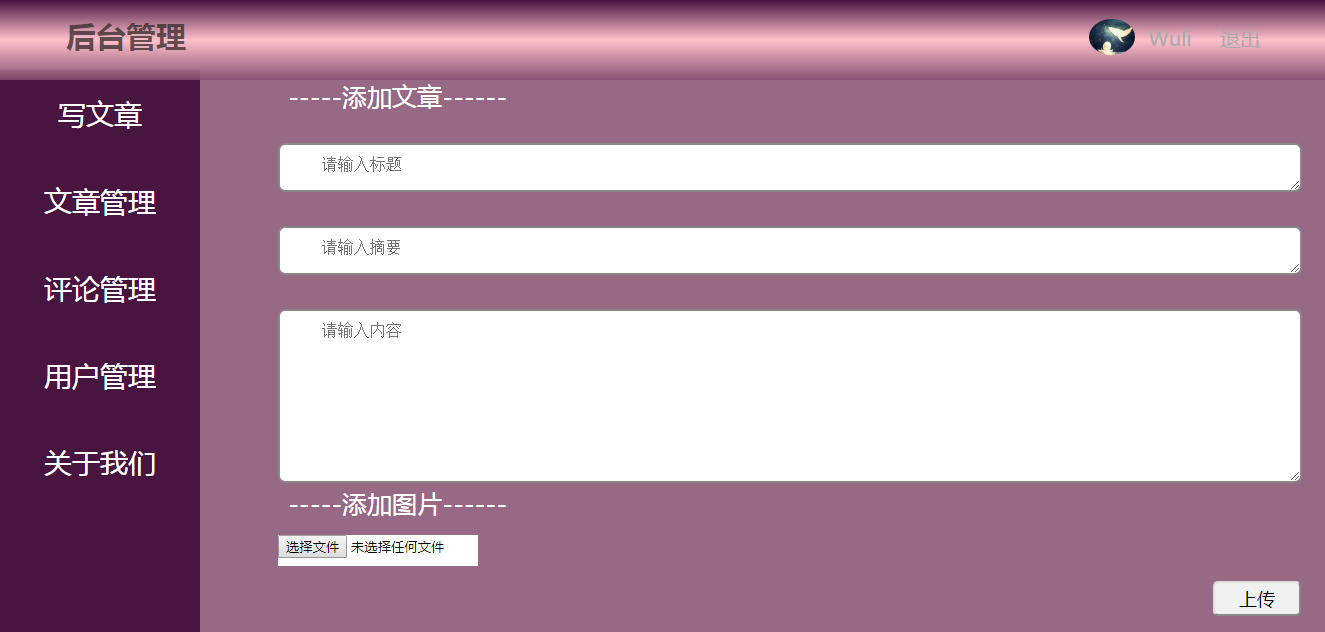 后台管理
Wuli 退出
写文章
文章管理
评论管理
用户管理
关于我们
-----添加文章------
请输入标题
请输入摘要
请输入内容
-----添加图片------
选择文件 未选择任何文件
上传